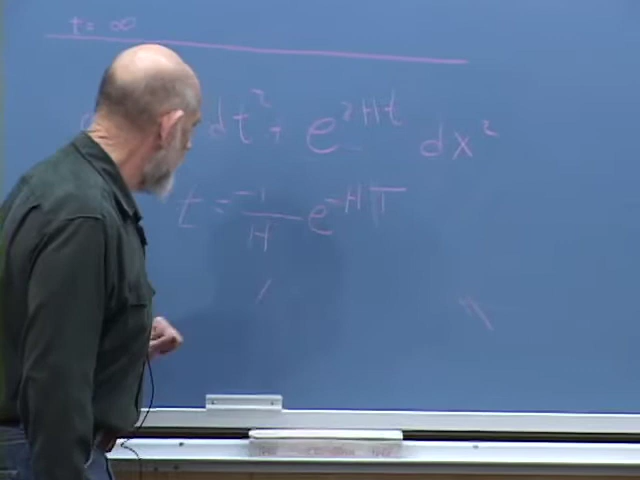 t = ∞
dt² + e^{2Ht} dx²
t = -1/H e^{-HT}